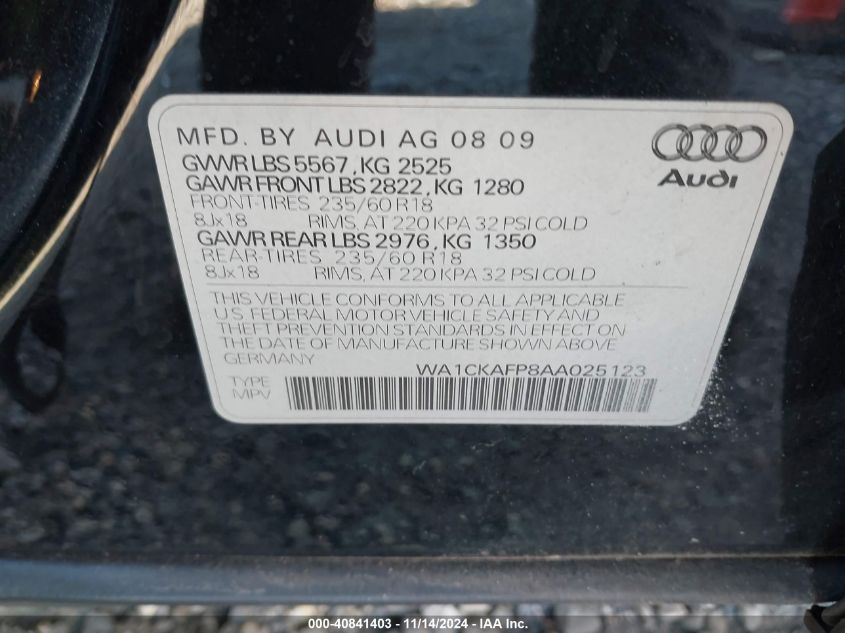 MFD. BY AUDI AG 08 09
GVWR LBS 5567, KG 2525
GAWR FRONT LBS 2822, KG 1280
FRONT-TIRES 235/60 R18
8Jx18 RIMS, AT 220 KPA 32 PSI COLD
GAWR REAR LBS 2976, KG 1350
REAR-TIRES 235/60 R18
8Jx18 RIMS, AT 220 KPA 32 PSI COLD
Audi
THIS VEHICLE CONFORMS TO ALL APPLICABLE
U.S. FEDERAL MOTOR VEHICLE SAFETY AND
THEFT PREVENTION STANDARDS IN EFFECT ON
THE DATE OF MANUFACTURE SHOWN ABOVE.
GERMANY
WA1CKAFP8AA025123
TYPE
MPV
000-40841403 - 11/14/2024 - IAAI.COM